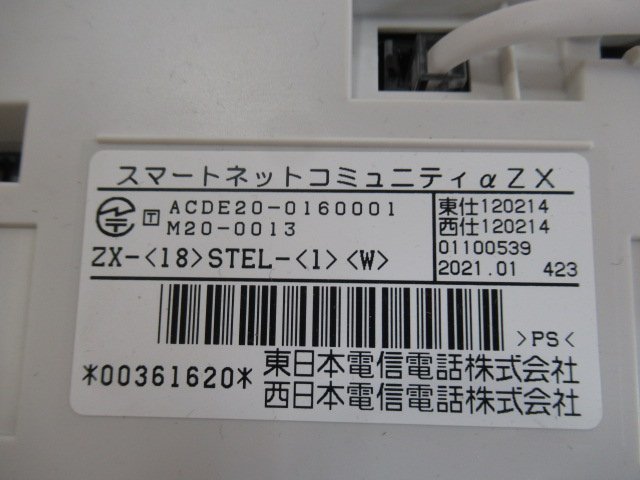 スマートネットコミュニティαZX
T ACDE20-0160001
M20-0013
ZX-<18>STEL-<1><W>
東仕120214
西仕120214
01100539
2021.01 423
>PS<
*00361620*
東日本電信電話株式会社
西日本電信電話株式会社